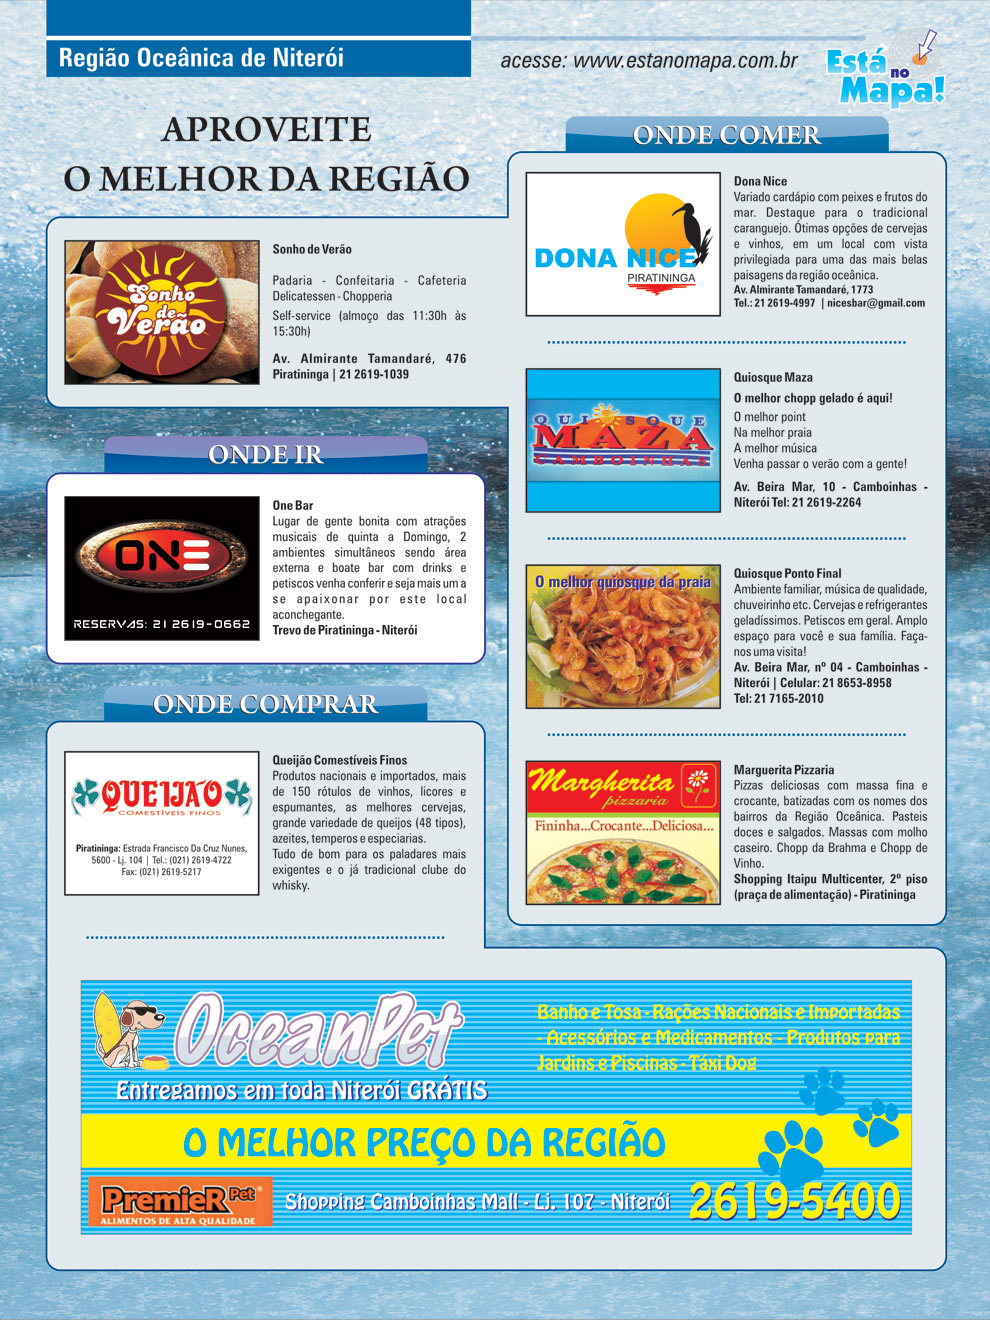 Região Oceânica de Niterói
acesse: www.estanomapa.com.br
Está
no
Mapa!
APROVEITE
O MELHOR DA REGIÃO
Sonho
de
Verão
Sonho de Verão
Padaria - Confeitaria - Cafeteria
Delicatessen - Chopperia
Self-service (almoço das 11:30h às
15:30h)
Av. Almirante Tamandaré, 476
Piratininga | 21 2619-1039
ONDE IR
ONE
RESERVAS: 21 2619-0662
One Bar
Lugar de gente bonita com atrações
musicais de quinta a Domingo, 2
ambientes simultâneos sendo área
externa e boate bar com drinks e
petiscos venha conferir e seja mais um a
se apaixonar por este local
aconchegante.
Trevo de Piratininga - Niterói
ONDE COMPRAR
QUEIJÃO
COMESTÍVEIS FINOS
Piratininga: Estrada Francisco Da Cruz Nunes,
5600 - Lj. 104 | Tel.: (021) 2619-4722
Fax: (021) 2619-5217
Queijão Comestíveis Finos
Produtos nacionais e importados, mais
de 150 rótulos de vinhos, licores e
espumantes, as melhores cervejas,
grande variedade de queijos (48 tipos),
azeites, temperos e especiarias.
Tudo de bom para os paladares mais
exigentes e o já tradicional clube do
whisky.
ONDE COMER
DONA NICE
PIRATININGA
Dona Nice
Variado cardápio com peixes e frutos do
mar. Destaque para o tradicional
caranguejo. Ótimas opções de cervejas
e vinhos, em um local com vista
privilegiada para uma das mais belas
paisagens da região oceânica.
Av. Almirante Tamandaré, 1773
Tel.: 21 2619-4997 | nicesbar@gmail.com
QUIOSQUE
MAZA
CAMBOINHAS
Quiosque Maza
O melhor chopp gelado é aqui!
O melhor point
Na melhor praia
A melhor música
Venha passar o verão com a gente!
Av. Beira Mar, 10 - Camboinhas -
Niterói Tel: 21 2619-2264
O melhor quiosque da praia
Quiosque Ponto Final
Ambiente familiar, música de qualidade,
chuveirinho etc. Cervejas e refrigerantes
geladíssimos. Petiscos em geral. Amplo
espaço para você e sua família. Faça-
nos uma visita!
Av. Beira Mar, nº 04 - Camboinhas -
Niterói | Celular: 21 8653-8958
Tel: 21 7165-2010
Margherita
pizzaria
Fininha...Crocante...Deliciosa...
Marguerita Pizzaria
Pizzas deliciosas com massa fina e
crocante, batizadas com os nomes dos
bairros da Região Oceânica. Pasteis
doces e salgados. Massas com molho
caseiro. Chopp da Brahma e Chopp de
Vinho.
Shopping Itaipu Multicenter, 2º piso
(praça de alimentação) - Piratininga
OceanPet
Entregamos em toda Niterói GRÁTIS
Banho e Tosa - Rações Nacionais e Importadas
- Acessórios e Medicamentos - Produtos para
Jardins e Piscinas - Táxi Dog
O MELHOR PREÇO DA REGIÃO
PremieR Pet®
ALIMENTOS DE ALTA QUALIDADE
Shopping Camboinhas Mall - Lj. 107 - Niterói
2619-5400